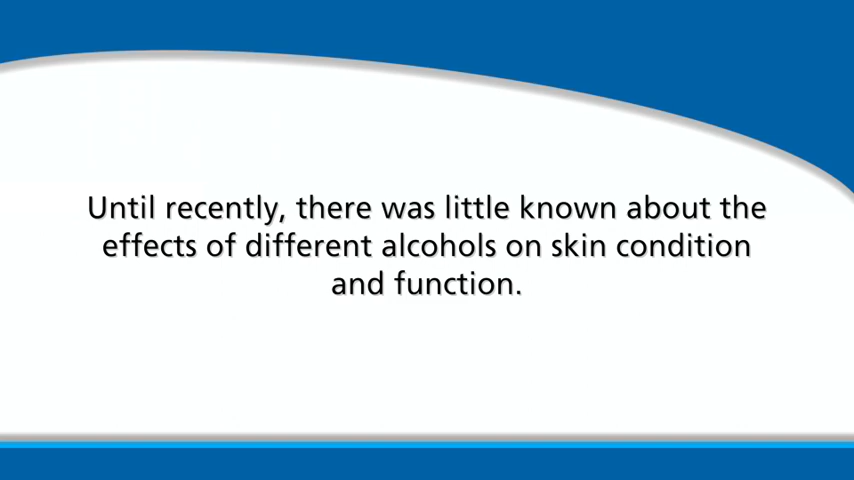 Until recently, there was little known about the
effects of different alcohols on skin condition
and function.